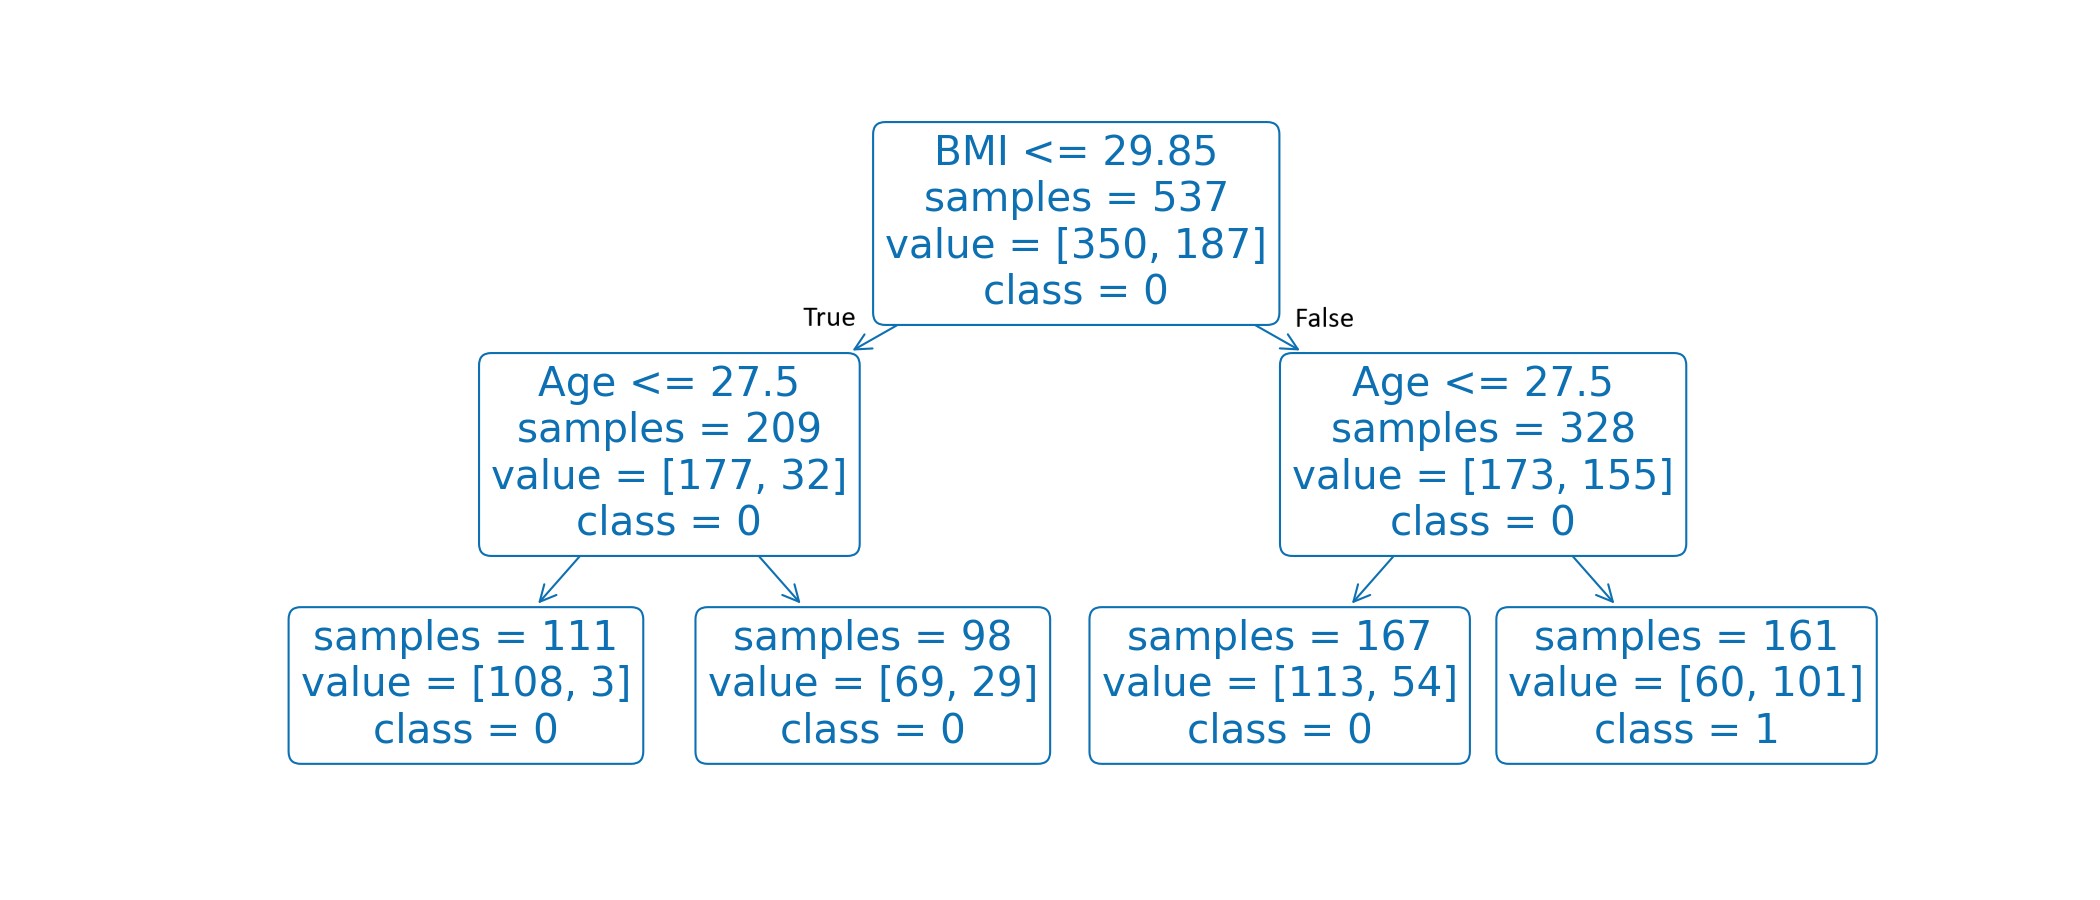 BMI <= 29.85
samples = 537
value = [350, 187]
class = 0
True
False
Age <= 27.5
samples = 209
value = [177, 32]
class = 0
Age <= 27.5
samples = 328
value = [173, 155]
class = 0
samples = 111
value = [108, 3]
class = 0
samples = 98
value = [69, 29]
class = 0
samples = 167
value = [113, 54]
class = 0
samples = 161
value = [60, 101]
class = 1